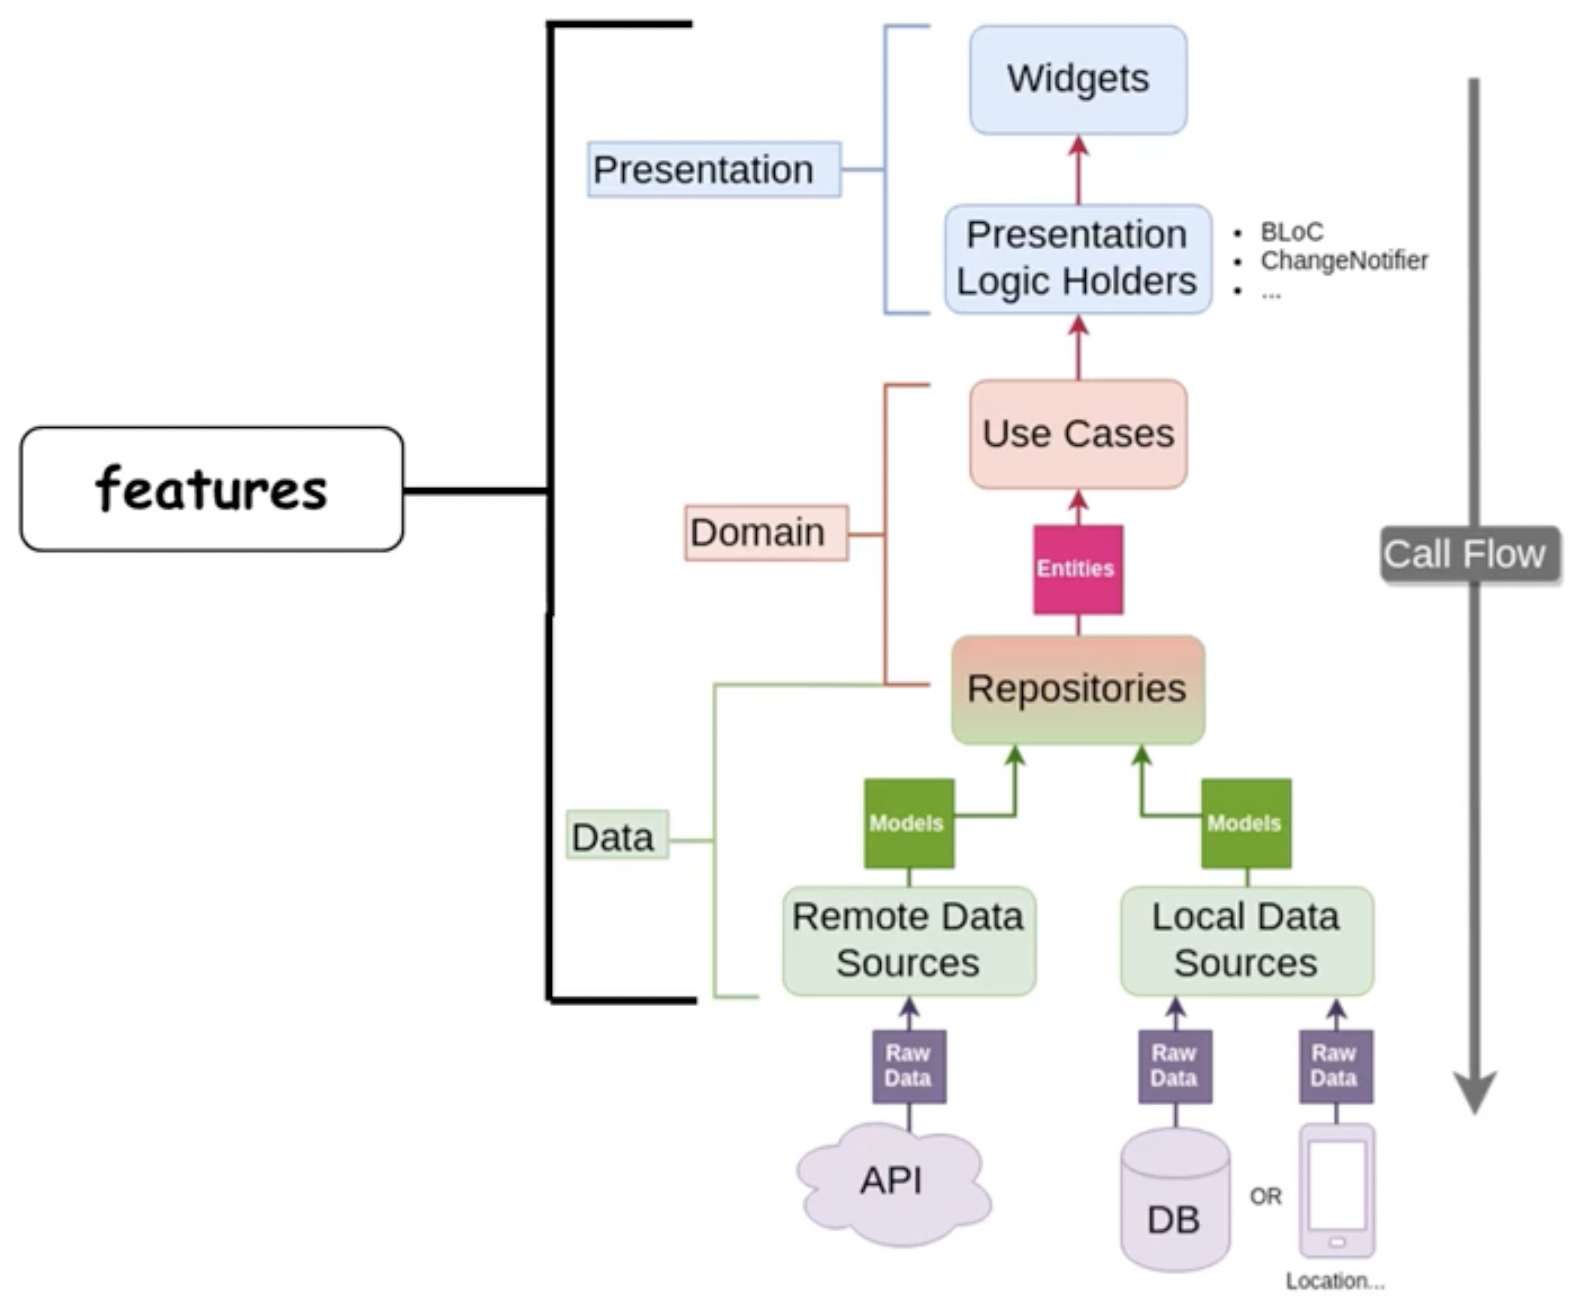 Widgets
Presentation
Presentation
Logic Holders
• BLoC
• ChangeNotifier
• ...
Use Cases
features
Domain
Entities
Call Flow
Repositories
Models
Models
Data
Remote Data
Sources
Local Data
Sources
Raw
Data
Raw
Data
Raw
Data
API
DB
OR
Location...